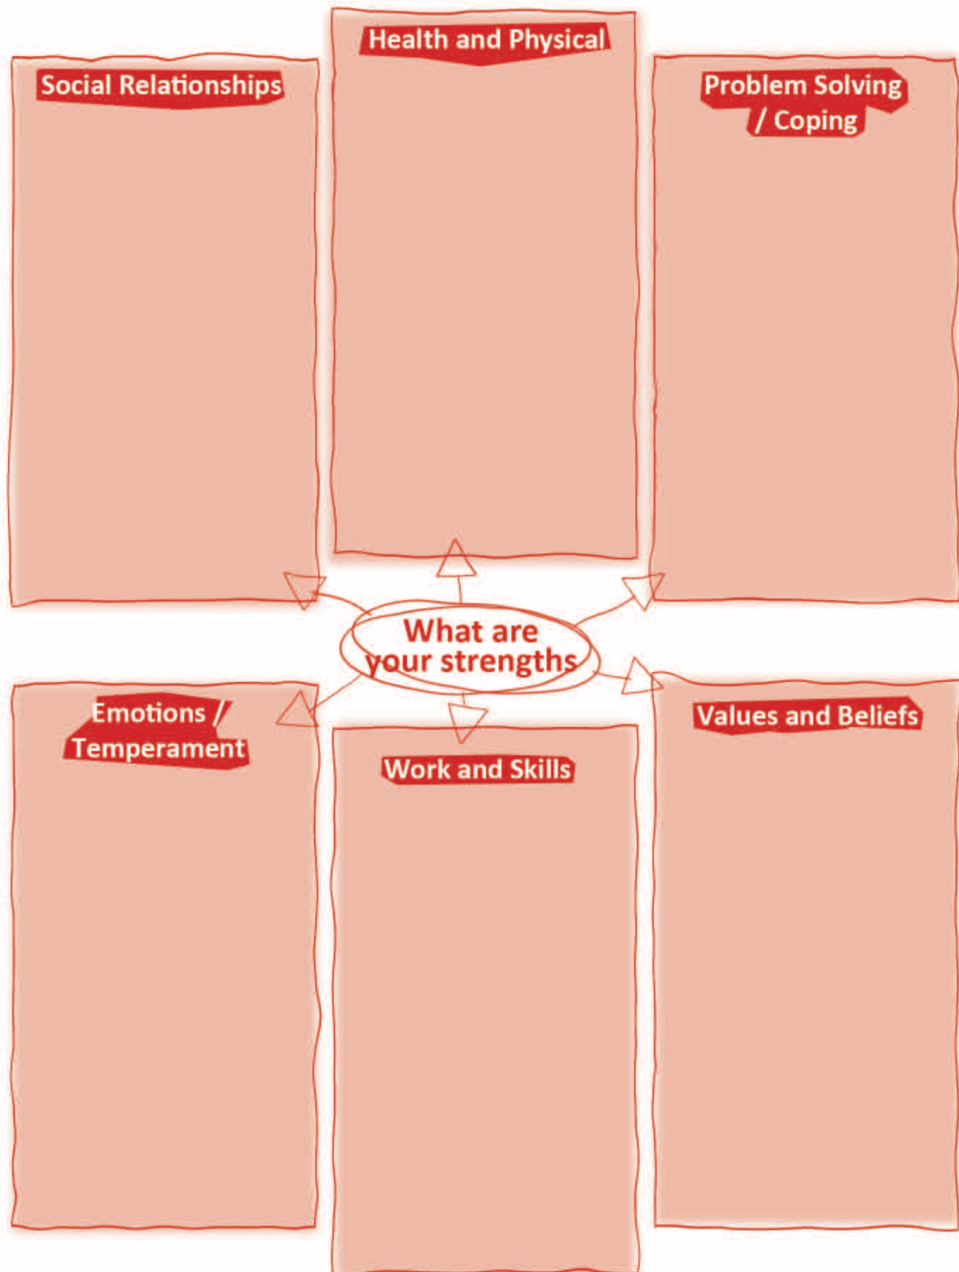 Health and Physical
Social Relationships
Problem Solving
/ Coping
What are
your strengths
Emotions /
Temperament
Work and Skills
Values and Beliefs